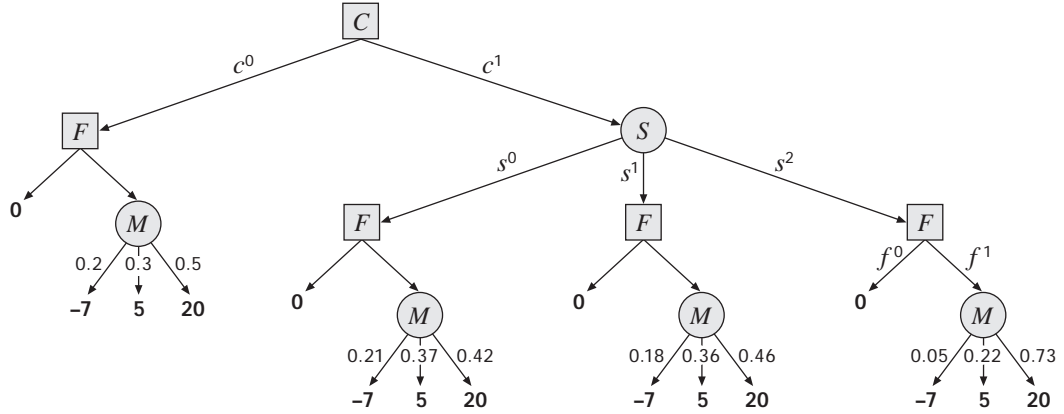 C
c⁰ c¹
F S
s⁰ s¹ s²
0 M F F F
0.2 0.3 0.5 f⁰ f¹
–7 5 20 0 M 0 M 0 M
0.21 0.37 0.42 0.18 0.36 0.46 0.05 0.22 0.73
–7 5 20 –7 5 20 –7 5 20